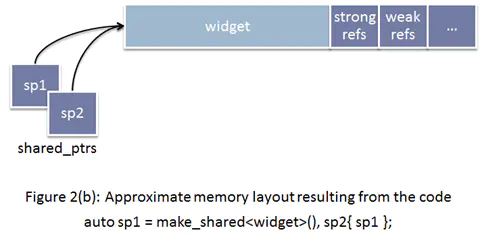 widget
strong refs
weak refs
...
sp1
sp2
shared_ptrs
Figure 2(b): Approximate memory layout resulting from the code
auto sp1 = make_shared<widget>(), sp2{ sp1 };